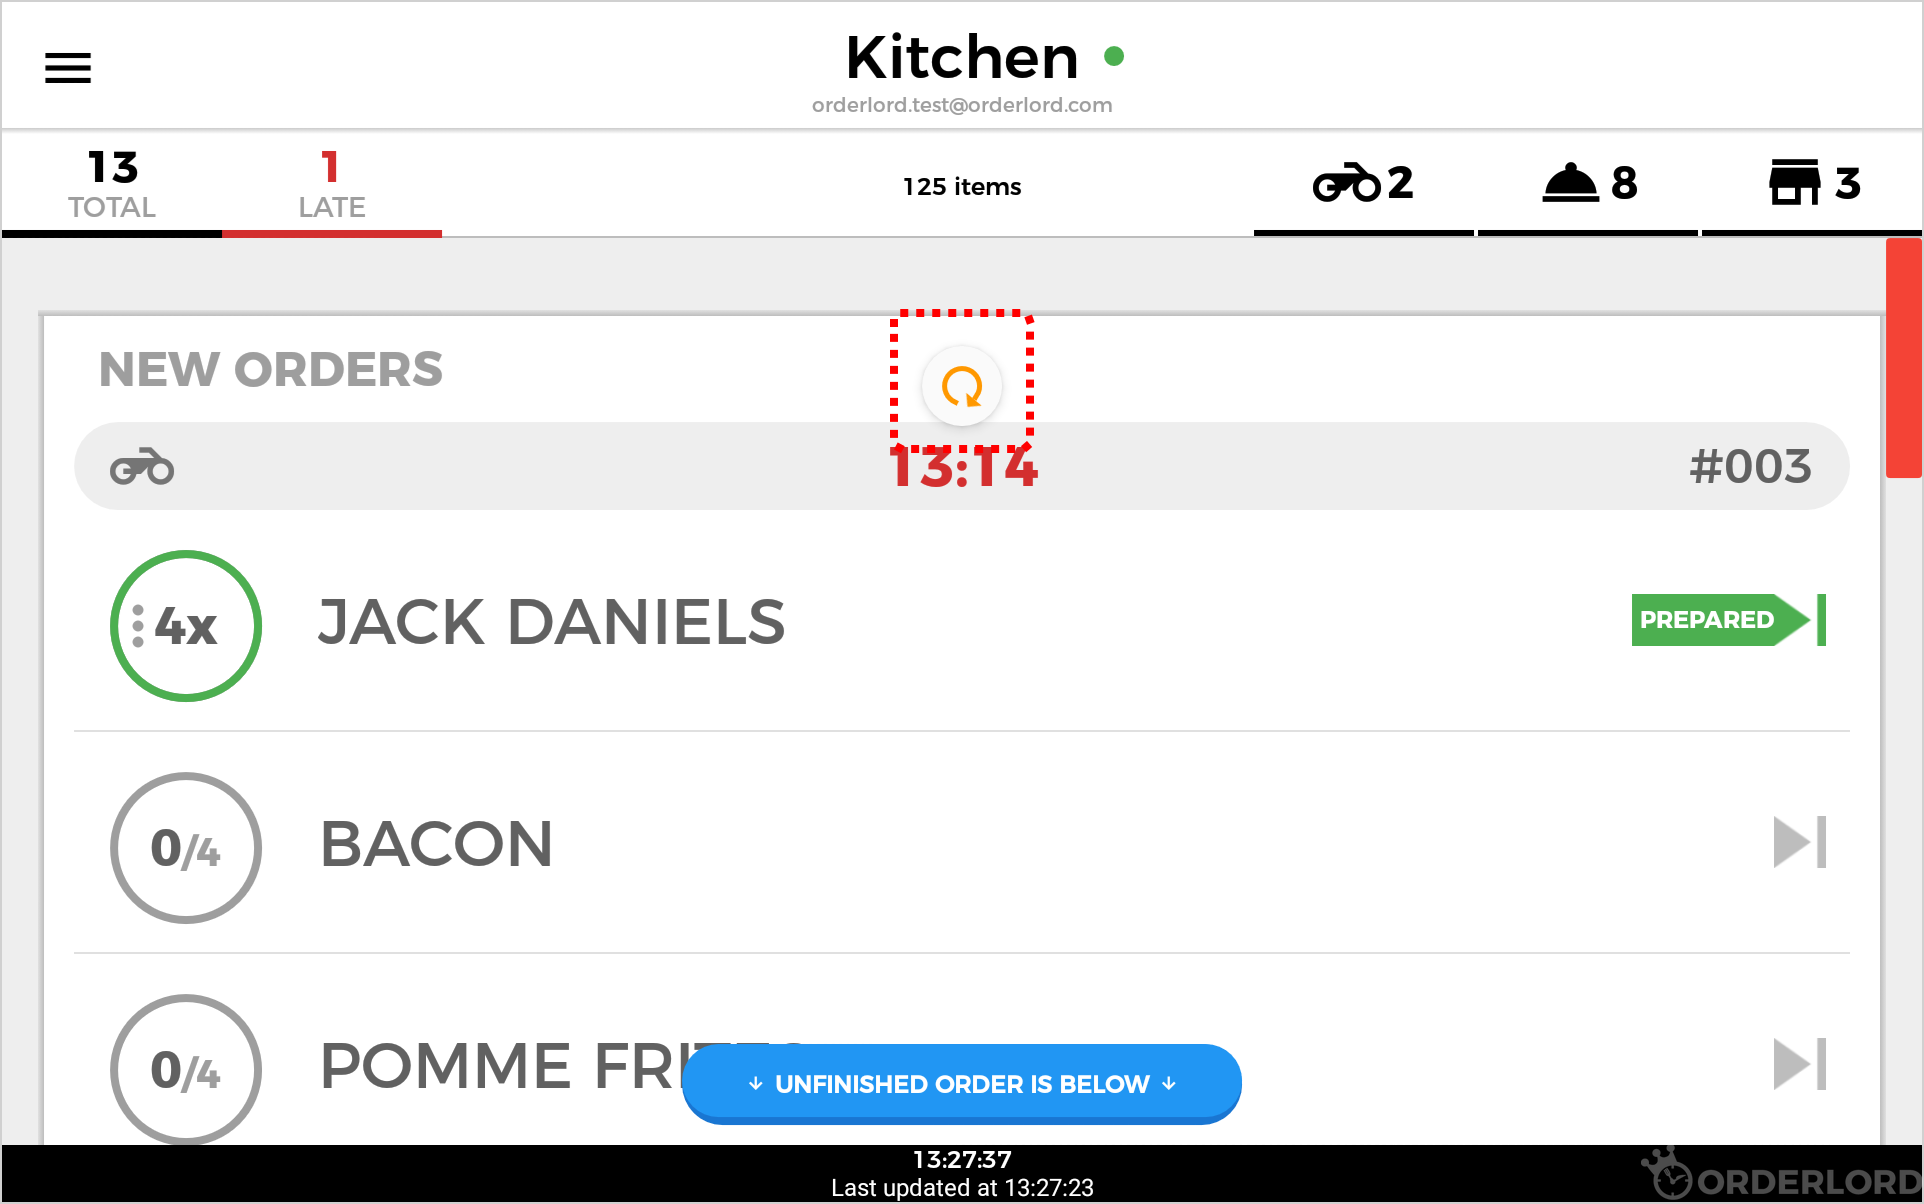 Kitchen
orderlord.test@orderlord.com
13 TOTAL
1 LATE
125 items
2
8
3
NEW ORDERS
13:14
#003
4x JACK DANIELS
PREPARED
0/4 BACON
0/4 POMME FRITES
↓ UNFINISHED ORDER IS BELOW ↓
13:27:37
Last updated at 13:27:23
ORDERLORD